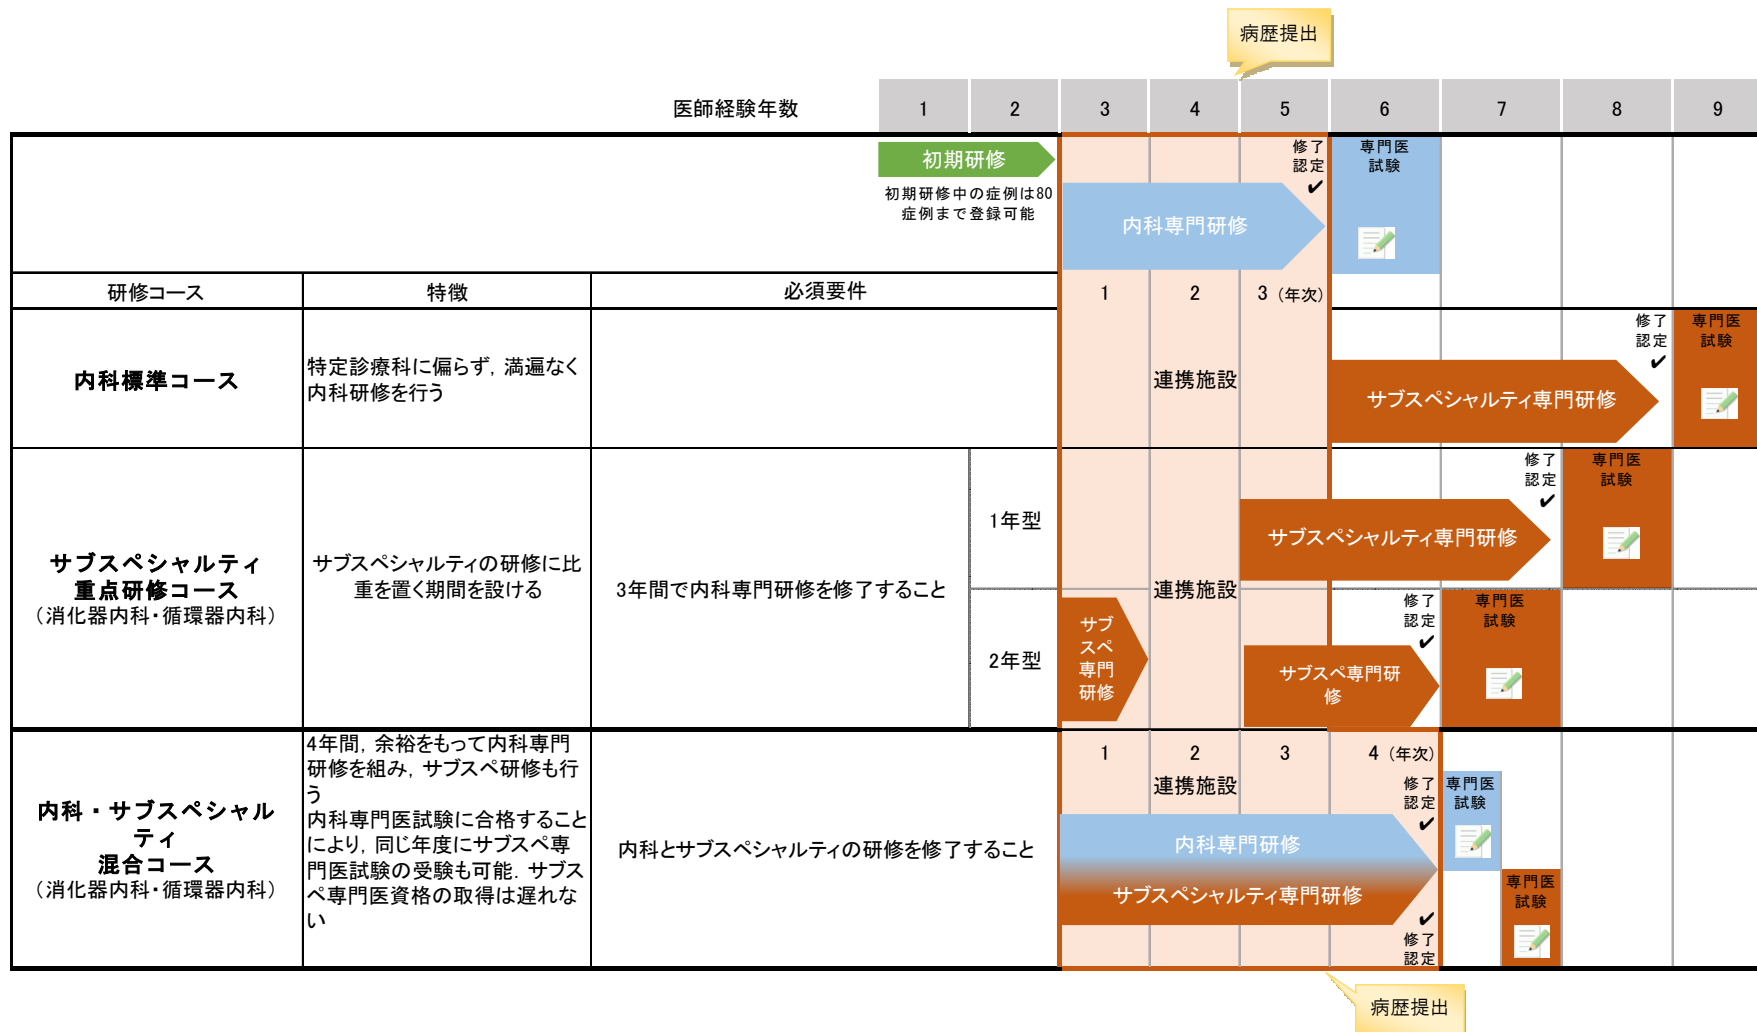 病歴提出
医師経験年数 1 2 3 4 5 6 7 8 9
初期研修
初期研修中の症例は80
症例まで登録可能
内科専門研修
修了
認定
✔
専門医
試験
研修コース 特徴 必須要件 1 2 3 (年次)
内科標準コース
特定診療科に偏らず，満遍なく
内科研修を行う
連携施設
サブスペシャルティ専門研修
修了
認定
✔
専門医
試験
サブスペシャルティ
重点研修コース
（消化器内科・循環器内科）
サブスペシャルティの研修に比
重を置く期間を設ける
3年間で内科専門研修を修了すること
1年型
連携施設
サブスペシャルティ専門研修
修了
認定
✔
専門医
試験
2年型
サブ
スペ
専門
研修
サブスペ専門研
修
修了
認定
✔
専門医
試験
内科・サブスペシャル
ティ
混合コース
（消化器内科・循環器内科）
4年間，余裕をもって内科専門
研修を組み，サブスペ研修も行
う
内科専門医試験に合格すること
により，同じ年度にサブスペ専
門医試験の受験も可能．サブス
ペ専門医資格の取得は遅れな
い
内科とサブスペシャルティの研修を修了すること
1 2 3 4 (年次)
連携施設
修了
認定
✔
内科専門研修
サブスペシャルティ専門研修
✔
修了
認定
専門医
試験
専門医
試験
病歴提出